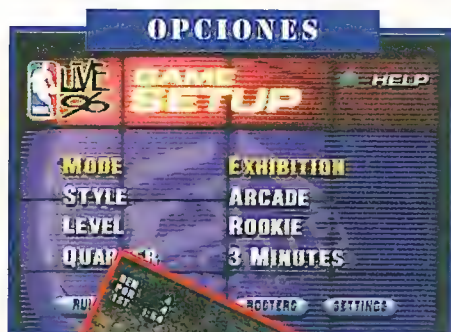 OPCIONES
LIVE 96
GAME SETUP
HELP
MODE EXHIBITION
STYLE ARCADE
LEVEL ROOKIE
3 MINUTES
ROSTERS SETTINGS